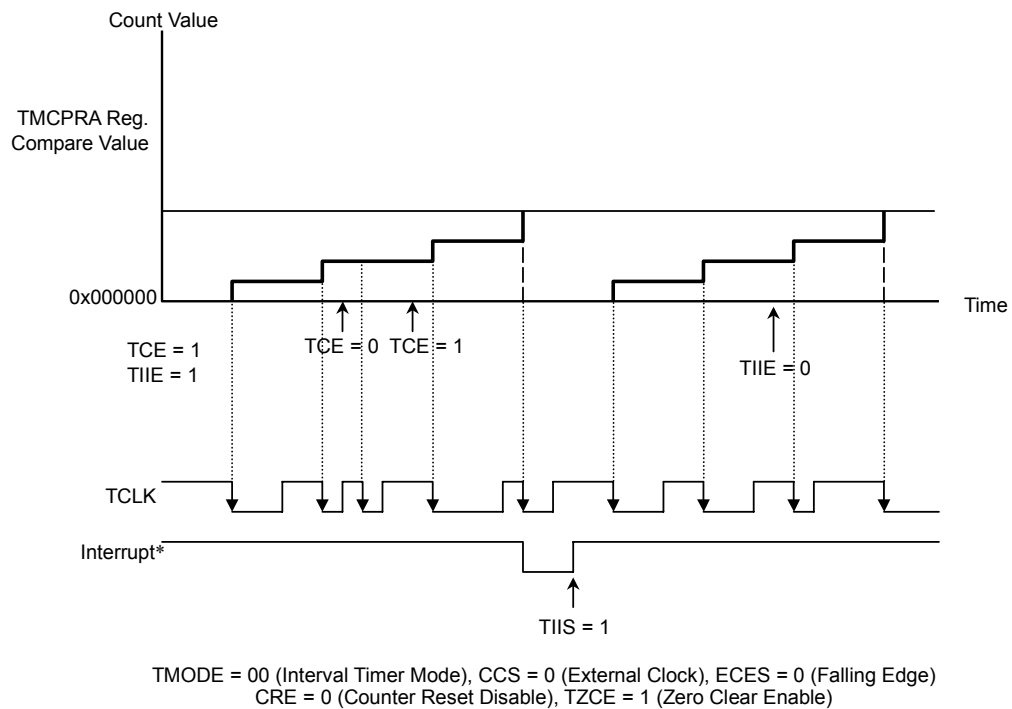 Count Value
TMCPRA Reg.
Compare Value
0x000000
Time
TCE = 1
TIIE = 1
TCE = 0
TCE = 1
TIIE = 0
TCLK
Interrupt*
TIIS = 1
TMODE = 00 (Interval Timer Mode), CCS = 0 (External Clock), ECES = 0 (Falling Edge)
CRE = 0 (Counter Reset Disable), TZCE = 1 (Zero Clear Enable)